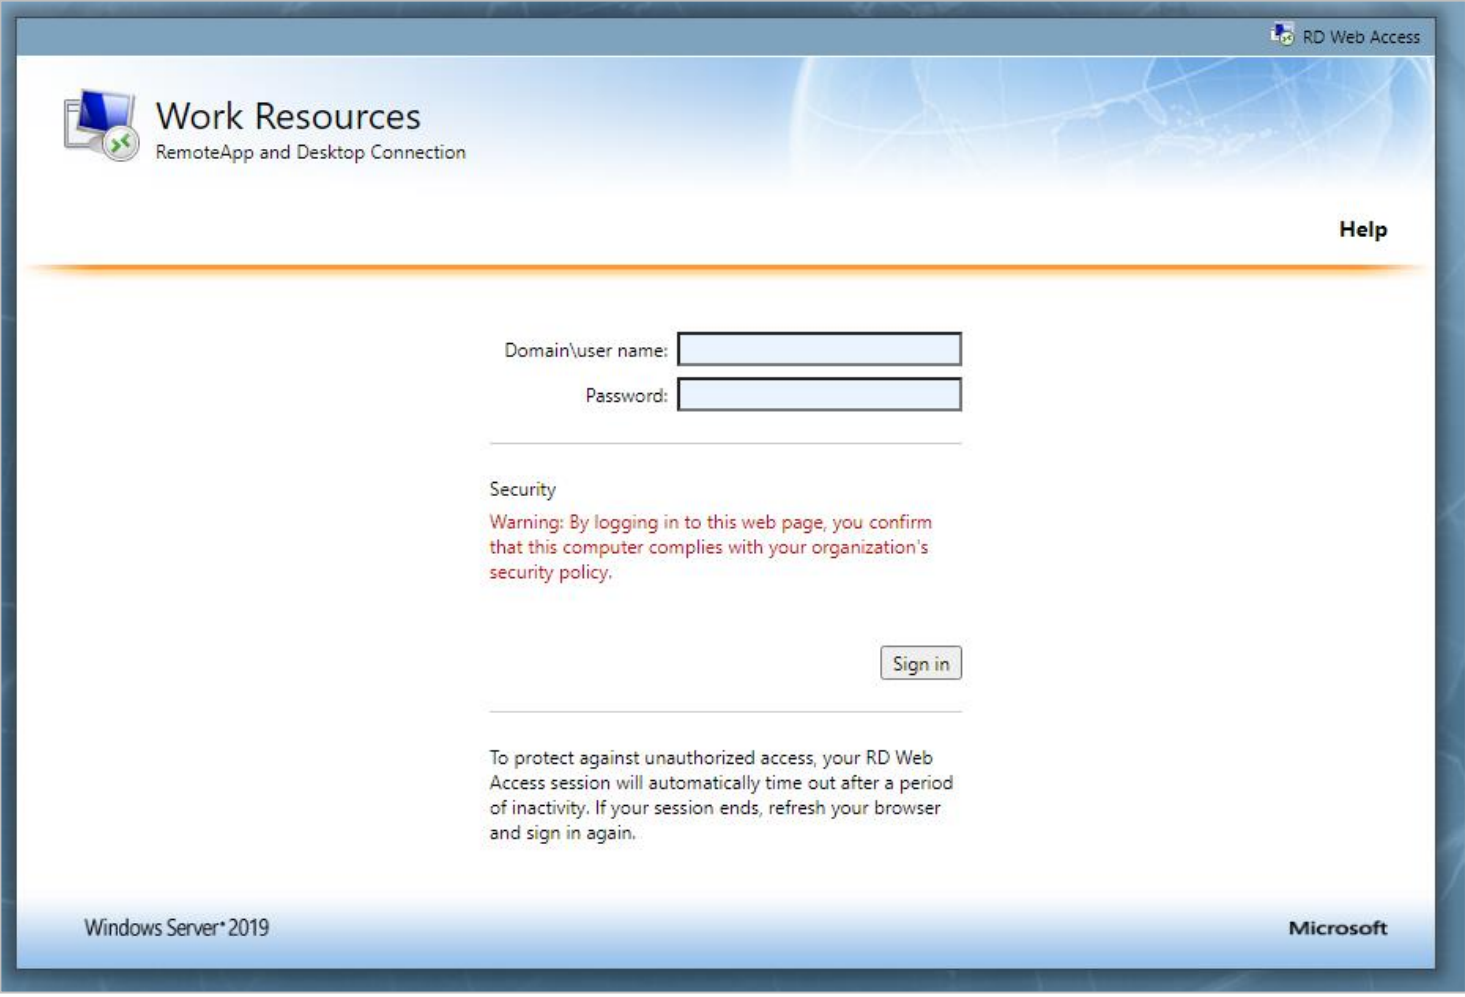 RD Web Access
Work Resources
RemoteApp and Desktop Connection
Help
Domain\user name:
Password:
Security
Warning: By logging in to this web page, you confirm
that this computer complies with your organization's
security policy.
Sign in
To protect against unauthorized access, your RD Web
Access session will automatically time out after a period
of inactivity. If your session ends, refresh your browser
and sign in again.
Windows Server 2019
Microsoft